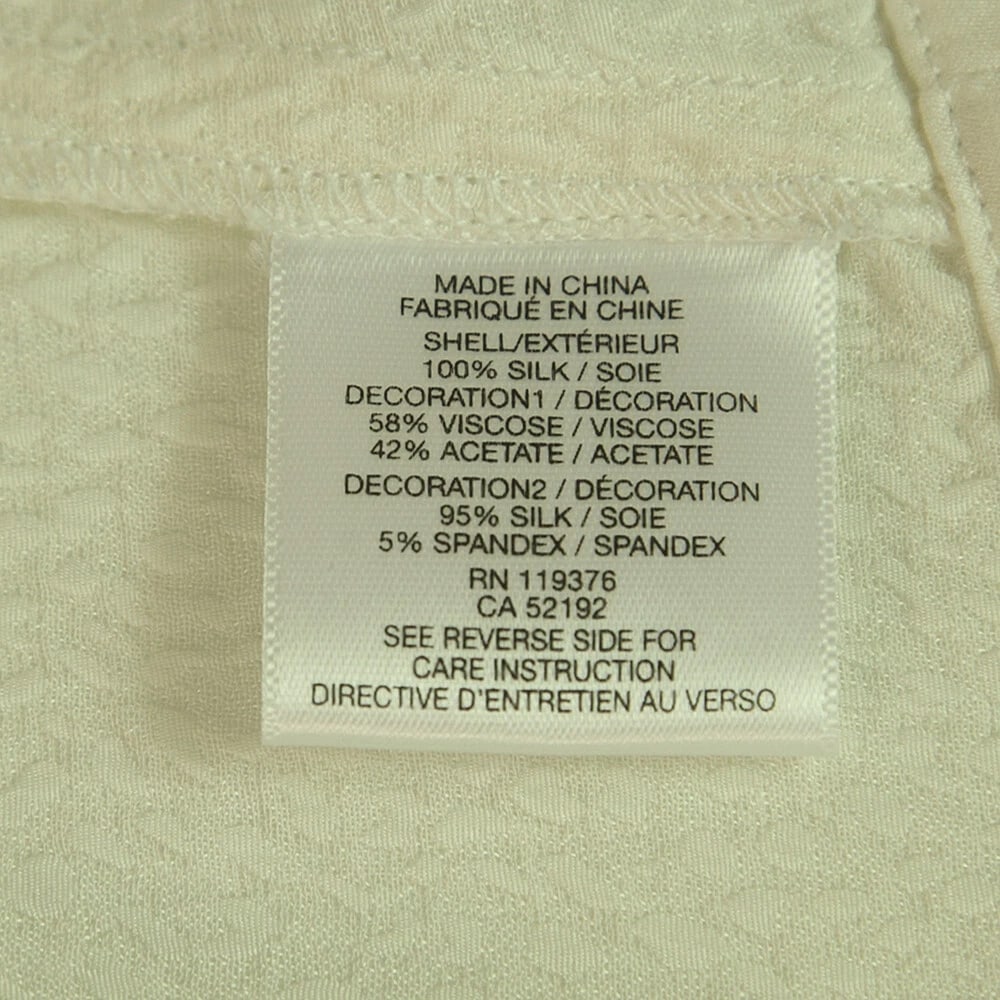 MADE IN CHINA
FABRIQUÉ EN CHINE
SHELL/EXTÉRIEUR
100% SILK / SOIE
DECORATION1 / DÉCORATION
58% VISCOSE / VISCOSE
42% ACETATE / ACETATE
DECORATION2 / DÉCORATION
95% SILK / SOIE
5% SPANDEX / SPANDEX
RN 119376
CA 52192
SEE REVERSE SIDE FOR
CARE INSTRUCTION
DIRECTIVE D'ENTRETIEN AU VERSO